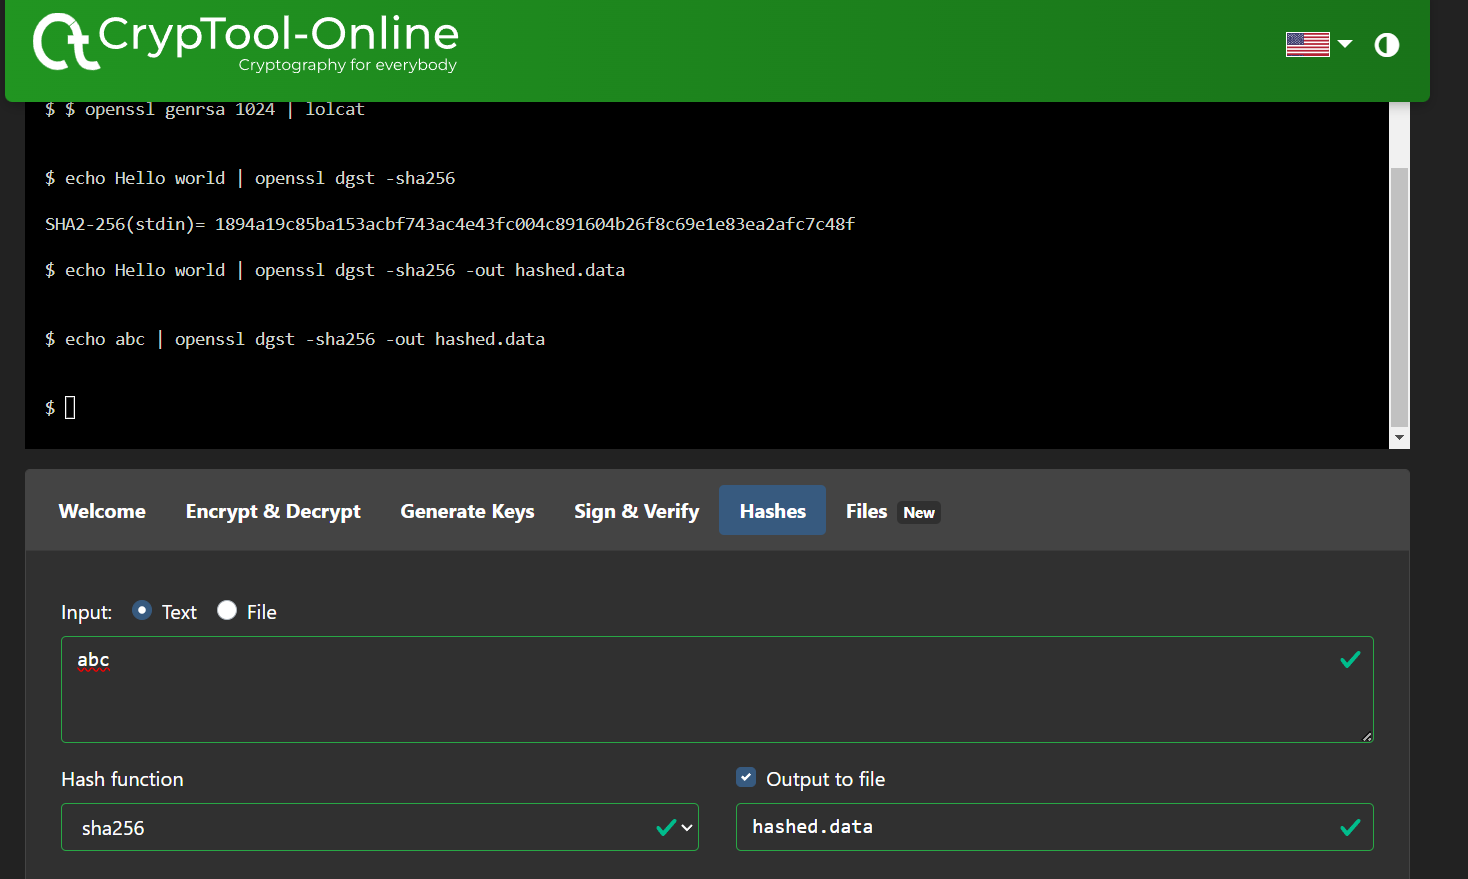 CrypTool-Online
Cryptography for everybody
$ $ openssl genrsa 1024 | lolcat
$ echo Hello world | openssl dgst -sha256
SHA2-256(stdin)= 1894a19c85ba153acbf743ac4e43fc004c891604b26f8c69e1e83ea2afc7c48f
$ echo Hello world | openssl dgst -sha256 -out hashed.data
$ echo abc | openssl dgst -sha256 -out hashed.data
$
Welcome Encrypt & Decrypt Generate Keys Sign & Verify Hashes Files New
Input: Text File
abc
Hash function Output to file
sha256 hashed.data